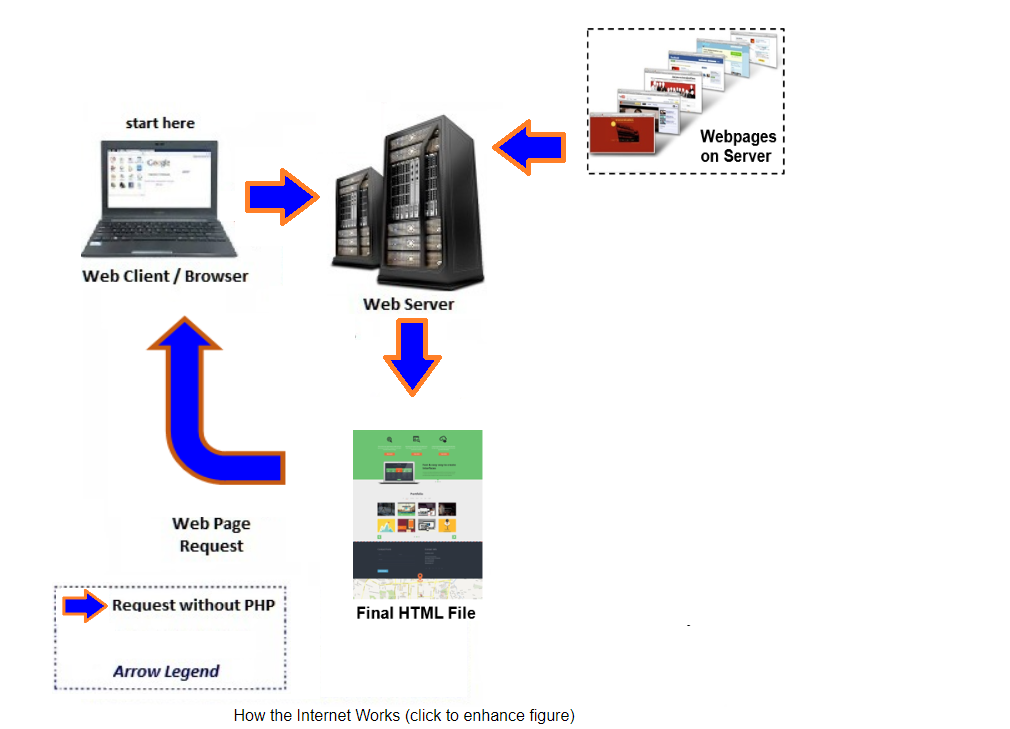 start here
Google
Web Client / Browser
Web Server
Webpages
on Server
Web Page
Request
Final HTML File
Request without PHP
Arrow Legend
How the Internet Works (click to enhance figure)